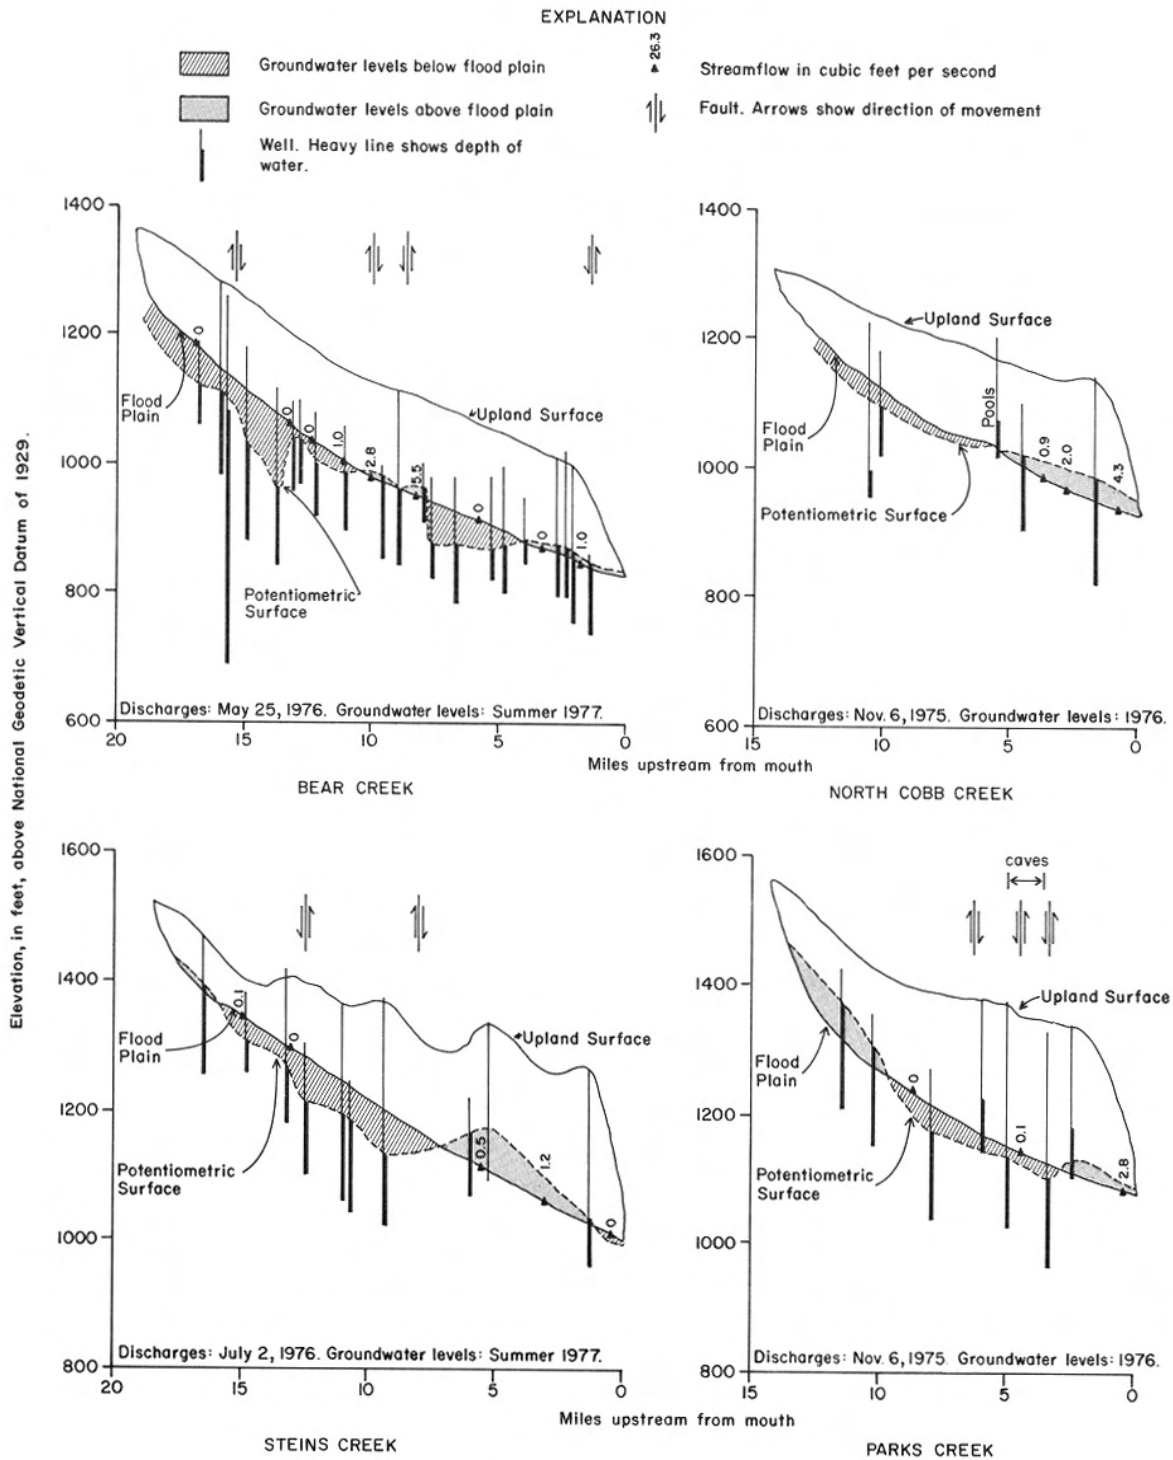 EXPLANATION
Groundwater levels below flood plain
26.3
Streamflow in cubic feet per second
Groundwater levels above flood plain
Fault. Arrows show direction of movement
Well. Heavy line shows depth of
water.
Elevation, in feet, above National Geodetic Vertical Datum of 1929.
1400
1200
1000
800
600
0
0
0
1.0
2.8
5.5
0
0
1.0
Flood
Plain
Upland Surface
Potentiometric
Surface
Discharges: May 25, 1976. Groundwater levels: Summer 1977.
20
15
10
5
0
BEAR CREEK
1400
1200
1000
800
600
Upland Surface
Pools
Flood
Plain
0.9
2.0
4.3
Potentiometric Surface
Discharges: Nov. 6, 1975. Groundwater levels: 1976.
15
10
5
0
Miles upstream from mouth
NORTH COBB CREEK
1600
1400
1200
1000
800
0.1
0
0.5
1.2
0
Flood
Plain
Upland Surface
Potentiometric
Surface
Discharges: July 2, 1976. Groundwater levels: Summer 1977.
20
15
10
5
0
STEINS CREEK
1600
1400
1200
1000
800
caves
Upland Surface
Flood
Plain
0
0.1
2.8
Potentiometric
Surface
Discharges: Nov. 6, 1975. Groundwater levels: 1976.
15
10
5
0
Miles upstream from mouth
PARKS CREEK